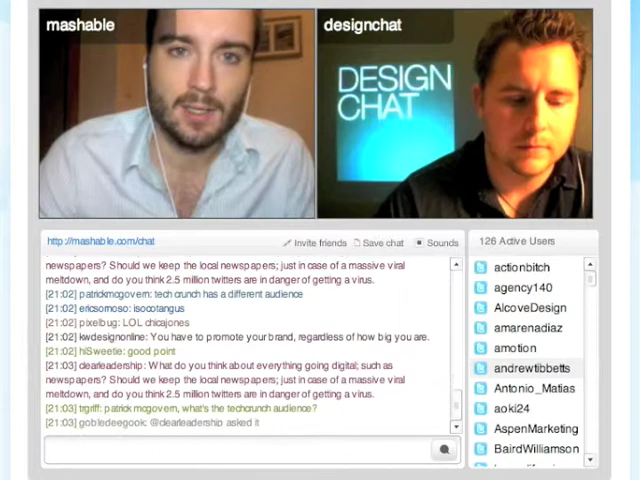 mashable
designchat
DESIGN
CHAT
http://mashable.com/chat
Invite friends
Save chat
Sounds
126 Active Users
newspapers? Should we keep the local newspapers; just in case of a massive viral
meltdown, and do you think 2.5 million twitters are in danger of getting a virus.
[21:02] patrickmcgovern: tech crunch has a different audience
[21:02] ericsornoso: isocotangus
[21:02] pixelbug: LOL chicajones
[21:02] kwdesignonline: You have to promote your brand, regardless of how big you are.
[21:02] hiSweetie: good point
[21:03] clearleadership: What do you think about everything going digital; such as
newspapers? Should we keep the local newspapers; just in case of a massive viral
meltdown, and do you think 2.5 million twitters are in danger of getting a virus.
[21:03] trgriff: patrick mcgovern, what's the techcrunch audience?
[21:03] gobledeegook: @clearleadership asked it
actionbitch
agency140
AlcoveDesign
amarenadiaz
amotion
andrewtibbetts
Antonio_Matias
aoki24
AspenMarketing
BairdWilliamson